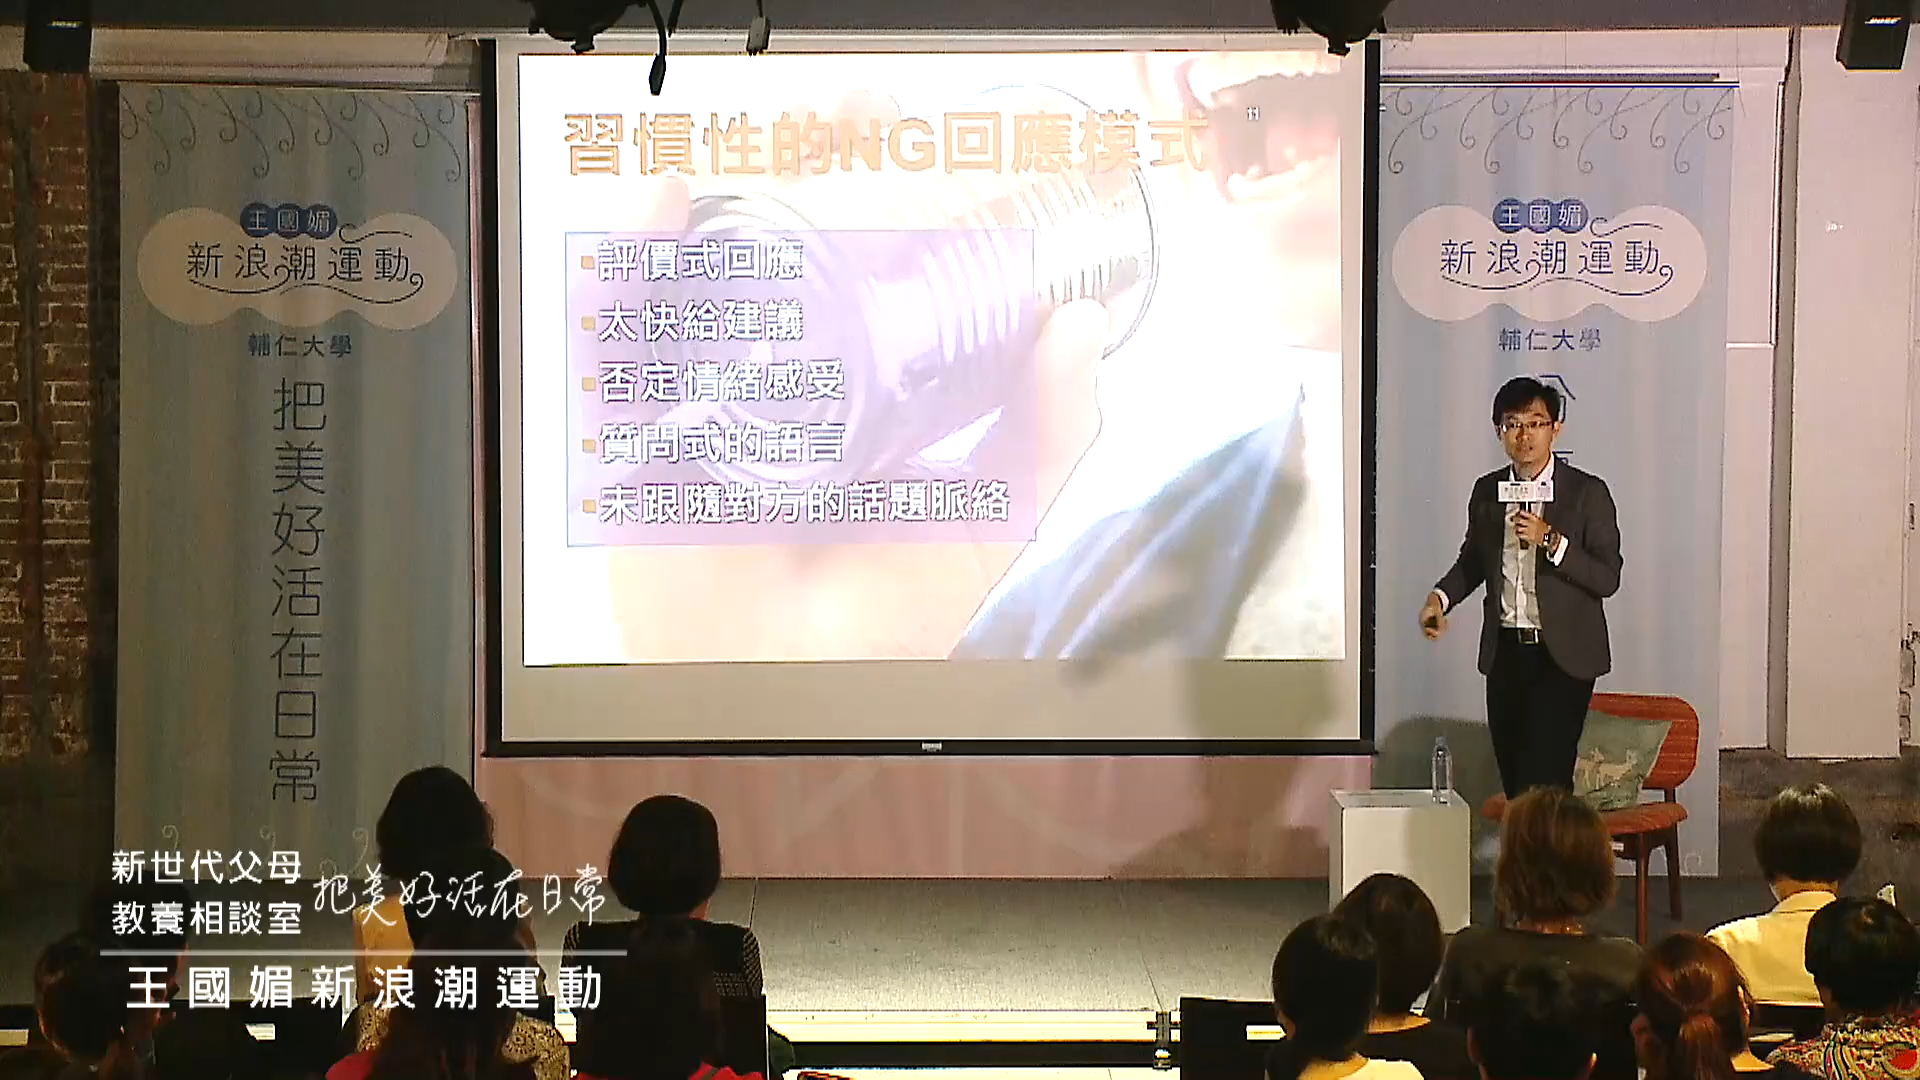 習慣性的NG回應模式
11
評價式回應
太快給建議
否定情緒感受
質問式的語言
未跟隨對方的話題脈絡
王國媚
新浪潮運動
輔仁大學
把美好活在日常
王國媚
新浪潮運動
輔仁大學
新世代父母
教養相談室
把美好活在日常
王國媚新浪潮運動